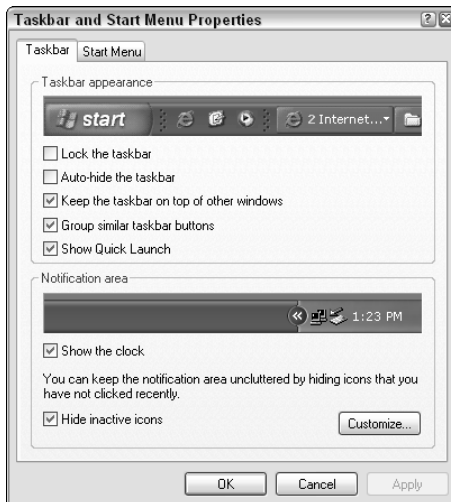 Taskbar and Start Menu Properties
Taskbar
Start Menu
Taskbar appearance
start
2 Internet...
Lock the taskbar
Auto-hide the taskbar
Keep the taskbar on top of other windows
Group similar taskbar buttons
Show Quick Launch
Notification area
1:23 PM
Show the clock
You can keep the notification area uncluttered by hiding icons that you
have not clicked recently.
Hide inactive icons
Customize...
OK
Cancel
Apply